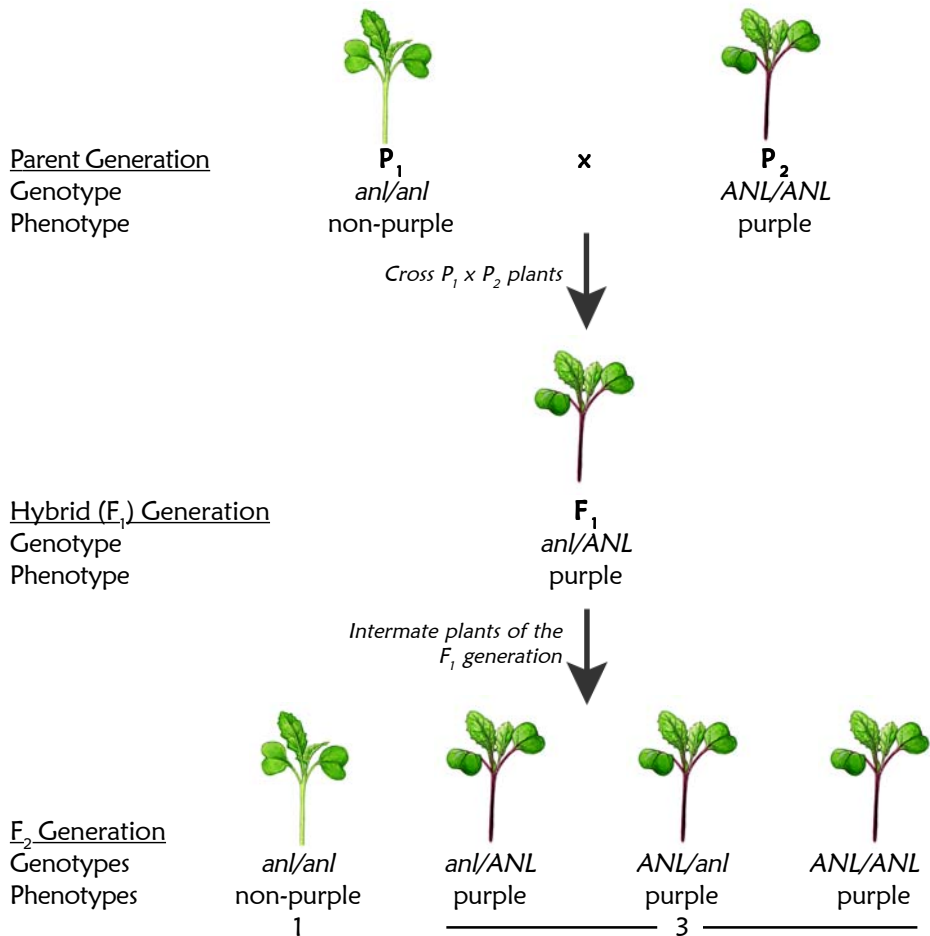 P₁ x P₂
Parent Generation
Genotype anl/anl ANL/ANL
Phenotype non-purple purple
Cross P₁ x P₂ plants
Hybrid (F₁) Generation F₁
Genotype anl/ANL
Phenotype purple
Intermate plants of the
F₁ generation
F₂ Generation
Genotypes anl/anl anl/ANL ANL/anl ANL/ANL
Phenotypes non-purple purple purple purple
1 3